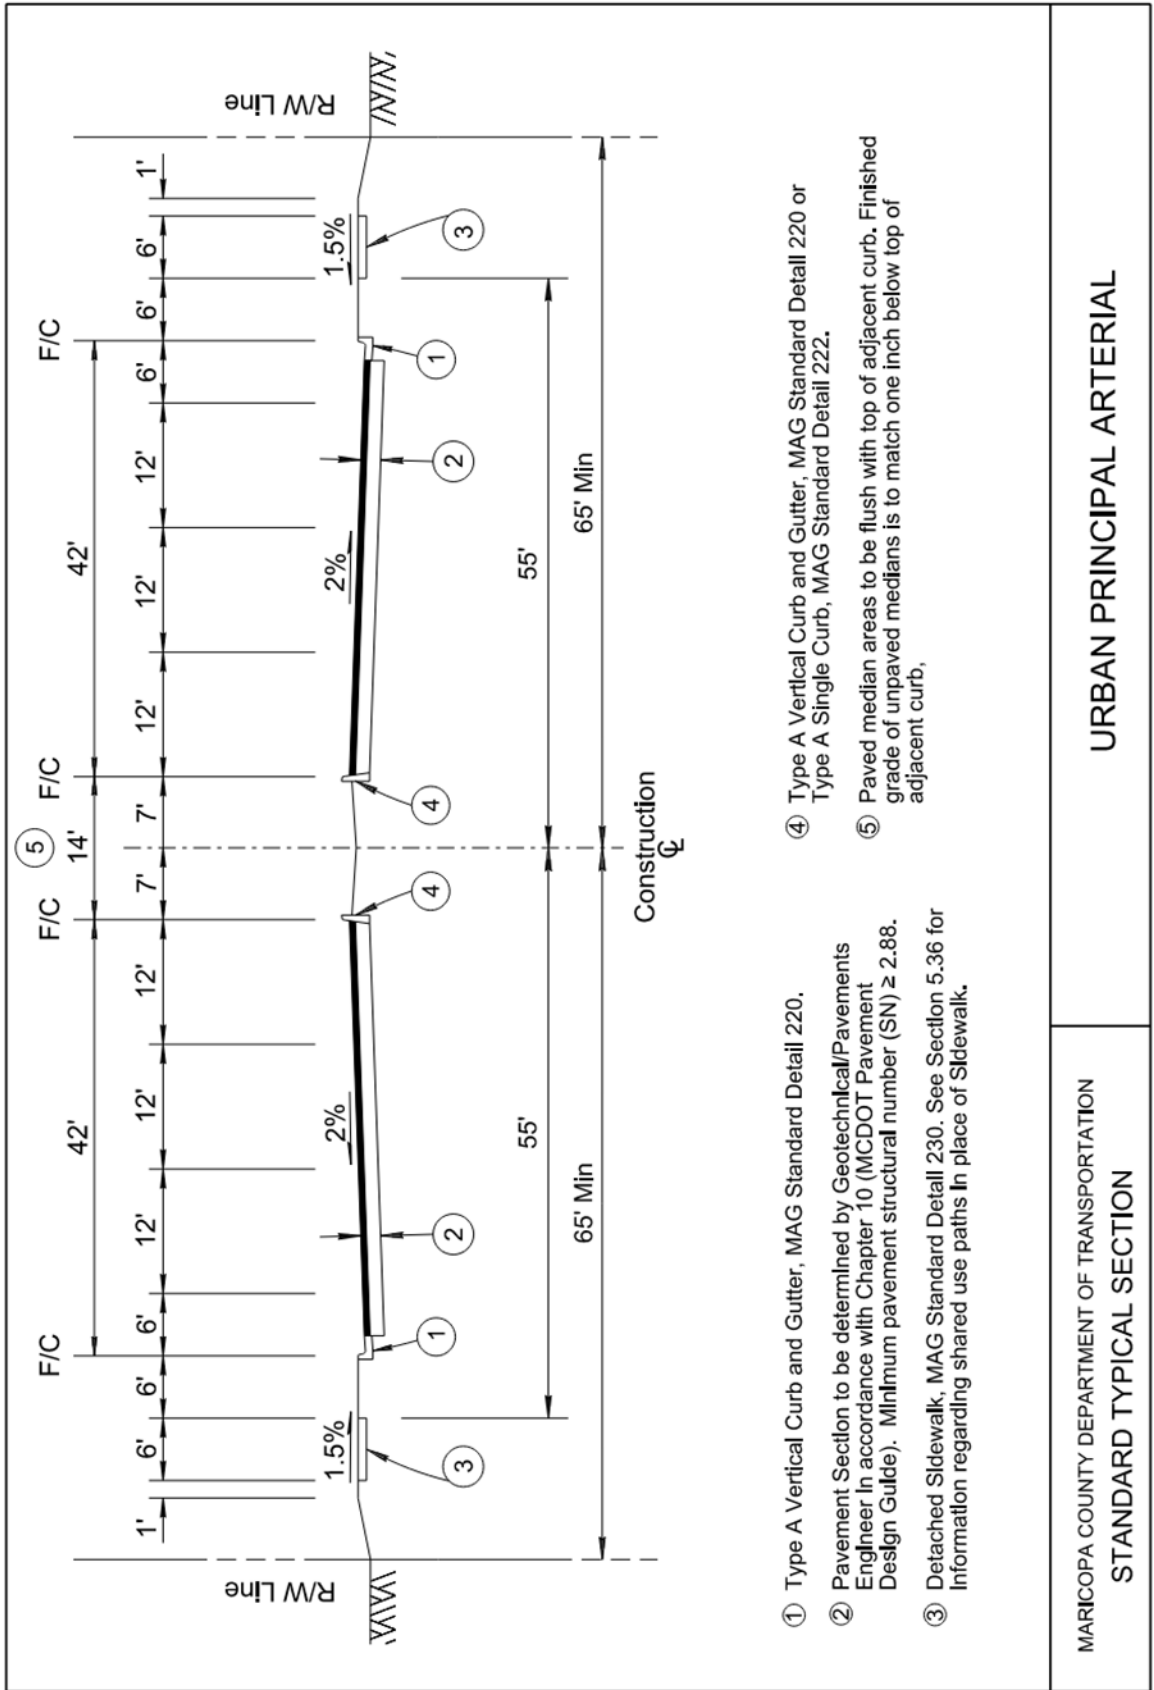 5
F/C
F/C
F/C
F/C
42'
14'
42'
1'
6'
6'
6'
12'
12'
12'
7'
7'
12'
12'
12'
6'
6'
6'
1'
R/W Line
R/W Line
1.5%
2%
2%
1.5%
3
1
2
4
4
2
1
3
55'
55'
65' Min
65' Min
Construction
CL
1 Type A Vertical Curb and Gutter, MAG Standard Detail 220.
2 Pavement Section to be determined by Geotechnical/Pavements
Engineer in accordance with Chapter 10 (MCDOT Pavement
Design Guide). Minimum pavement structural number (SN) ≥ 2.88.
3 Detached Sidewalk, MAG Standard Detail 230. See Section 5.36 for
information regarding shared use paths in place of Sidewalk.
4 Type A Vertical Curb and Gutter, MAG Standard Detail 220 or
Type A Single Curb, MAG Standard Detail 222.
5 Paved median areas to be flush with top of adjacent curb. Finished
grade of unpaved medians is to match one inch below top of
adjacent curb,
MARICOPA COUNTY DEPARTMENT OF TRANSPORTATION
STANDARD TYPICAL SECTION
URBAN PRINCIPAL ARTERIAL